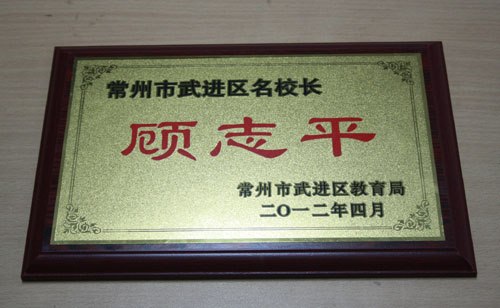 常州市武进区名校长
顾志平
常州市武进区教育局
二〇一二年四月